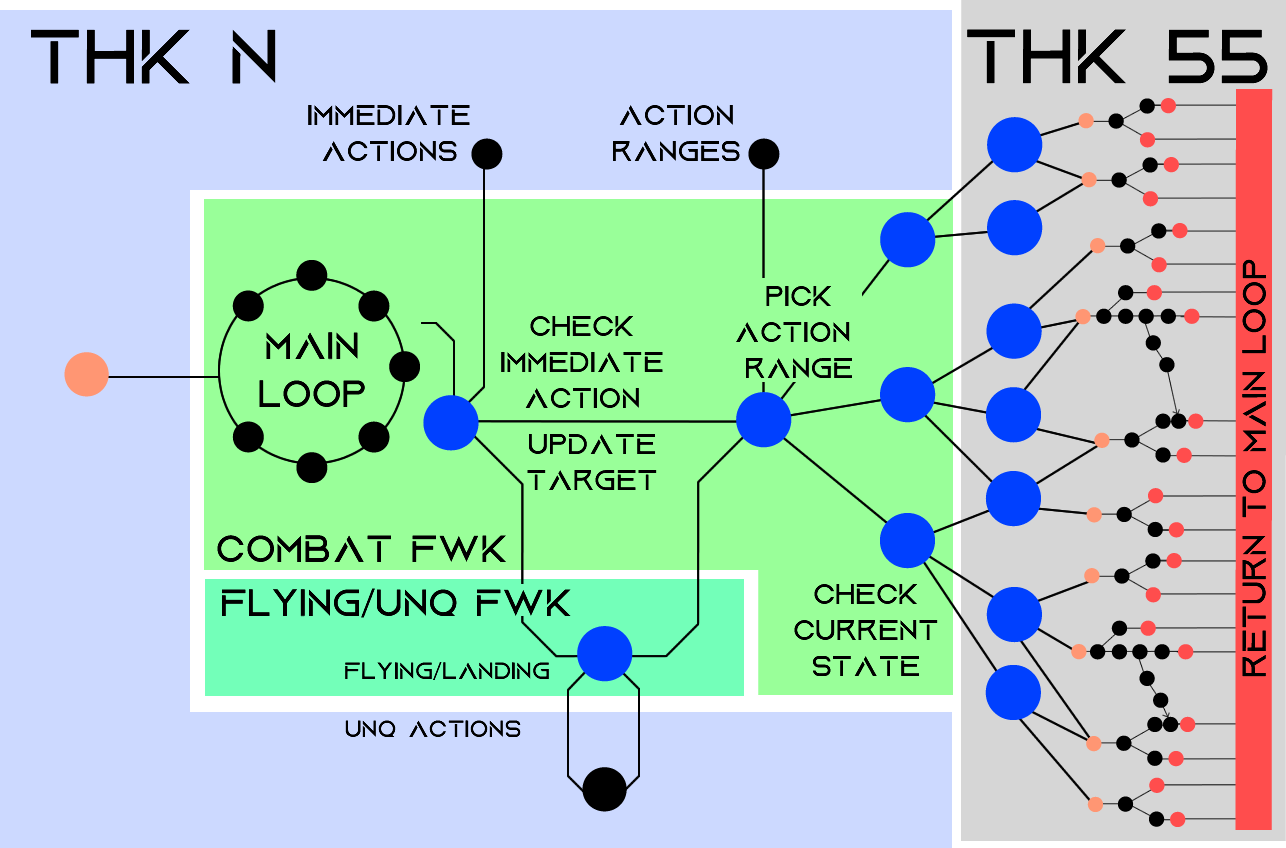 THK N
THK 55
IMMEDIATE
ACTIONS
ACTION
RANGES
MAIN
LOOP
CHECK
IMMEDIATE
ACTION
UPDATE
TARGET
PICK
ACTION
RANGE
COMBAT FWK
FLYING/UNQ FWK
FLYING/LANDING
UNQ ACTIONS
CHECK
CURRENT
STATE
RETURN TO MAIN LOOP